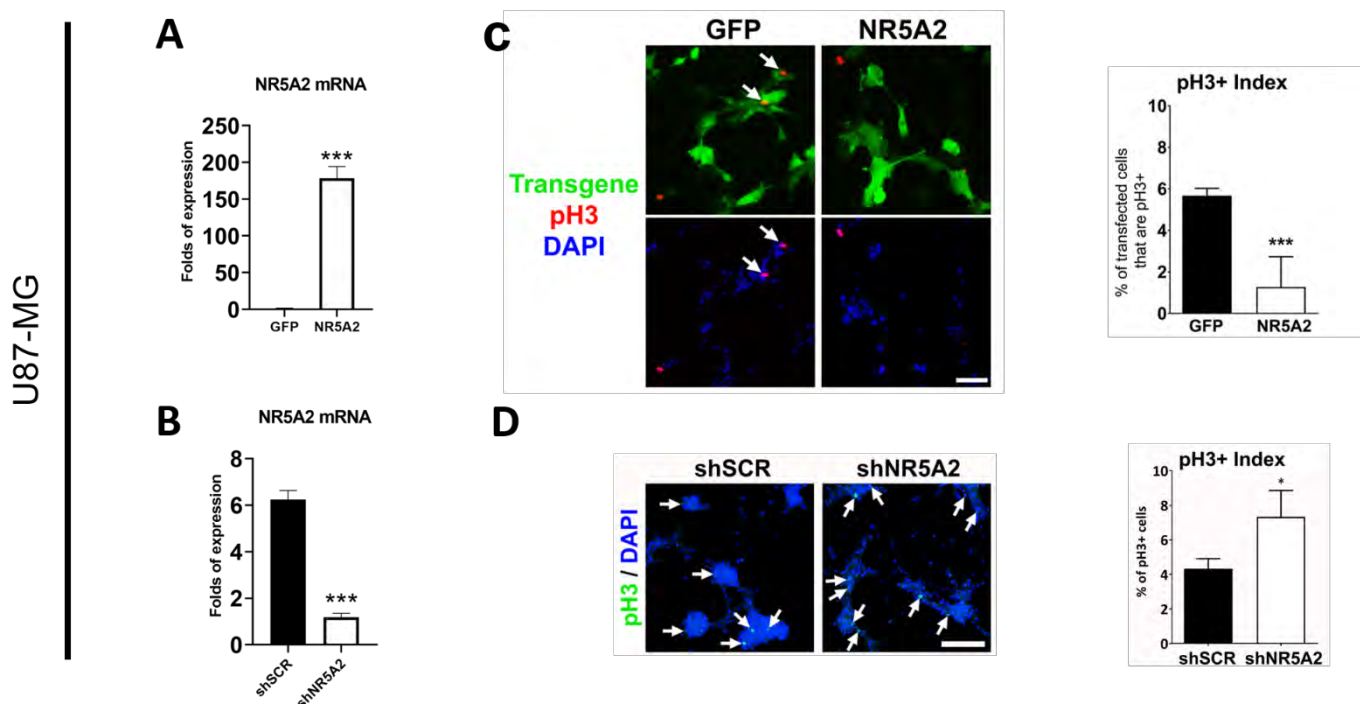 U87-MG
A
NR5A2 mRNA
Folds of expression
250
200
150
100
50
0
***
GFP
NR5A2
B
NR5A2 mRNA
Folds of expression
8
6
4
2
0
***
shSCR
shNR5A2
C
GFP
NR5A2
Transgene
pH3
DAPI
pH3+ Index
% of transfected cells
that are pH3+
10
8
6
4
2
0
***
GFP
NR5A2
D
shSCR
shNR5A2
pH3 / DAPI
pH3+ Index
% of pH3+ cells
10
8
6
4
2
0
*
shSCR
shNR5A2